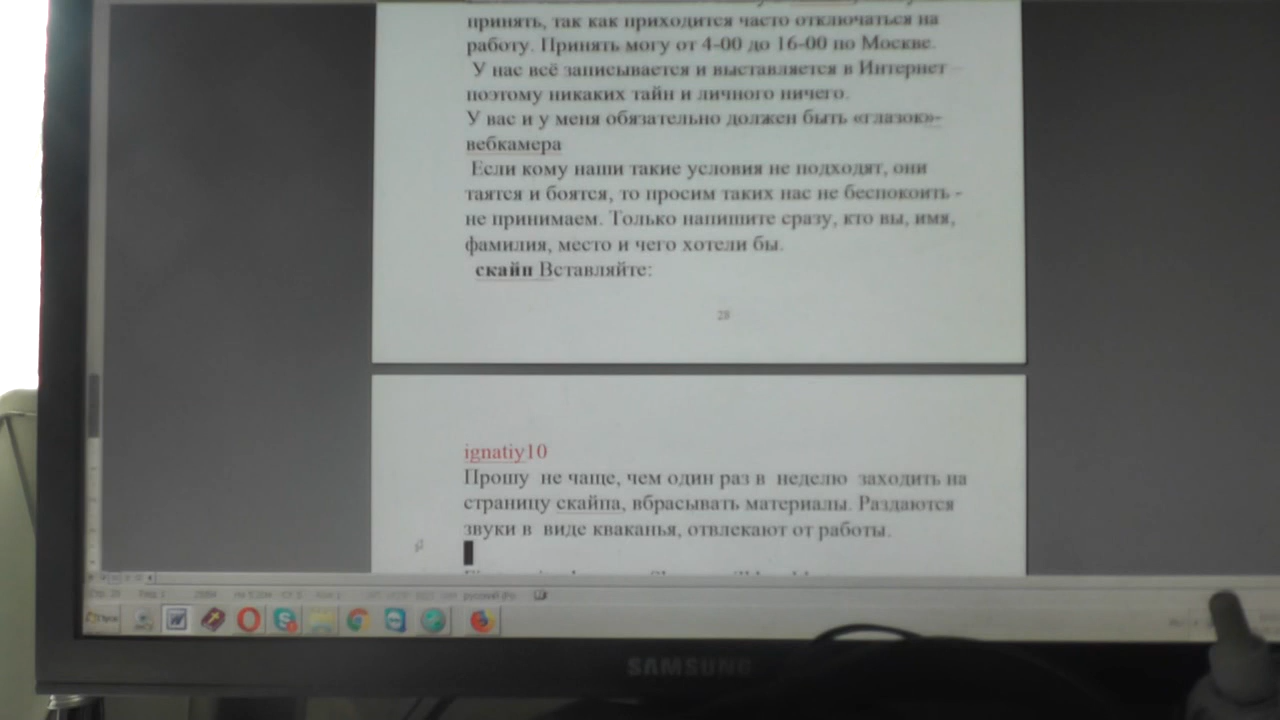 принять, так как приходится часто отключаться на
работу. Принять могу от 4-00 до 16-00 по Москве.
У нас всё записывается и выставляется в Интернет
поэтому никаких тайн и личного ничего.
У вас и у меня обязательно должен быть «глазок»-
вебкамера
Если кому наши такие условия не подходят, они
таятся и боятся, то просим таких нас не беспокоить -
не принимаем. Только напишите сразу, кто вы, имя,
фамилия, место и чего хотели бы.
скайп Вставляйте:
28
ignatiy10
Прошу не чаще, чем один раз в неделю заходить на
страницу скайпа, вбрасывать материалы. Раздаются
звуки в виде кваканья, отвлекают от работы.
русский (Ро
Пуск
SAMSUNG